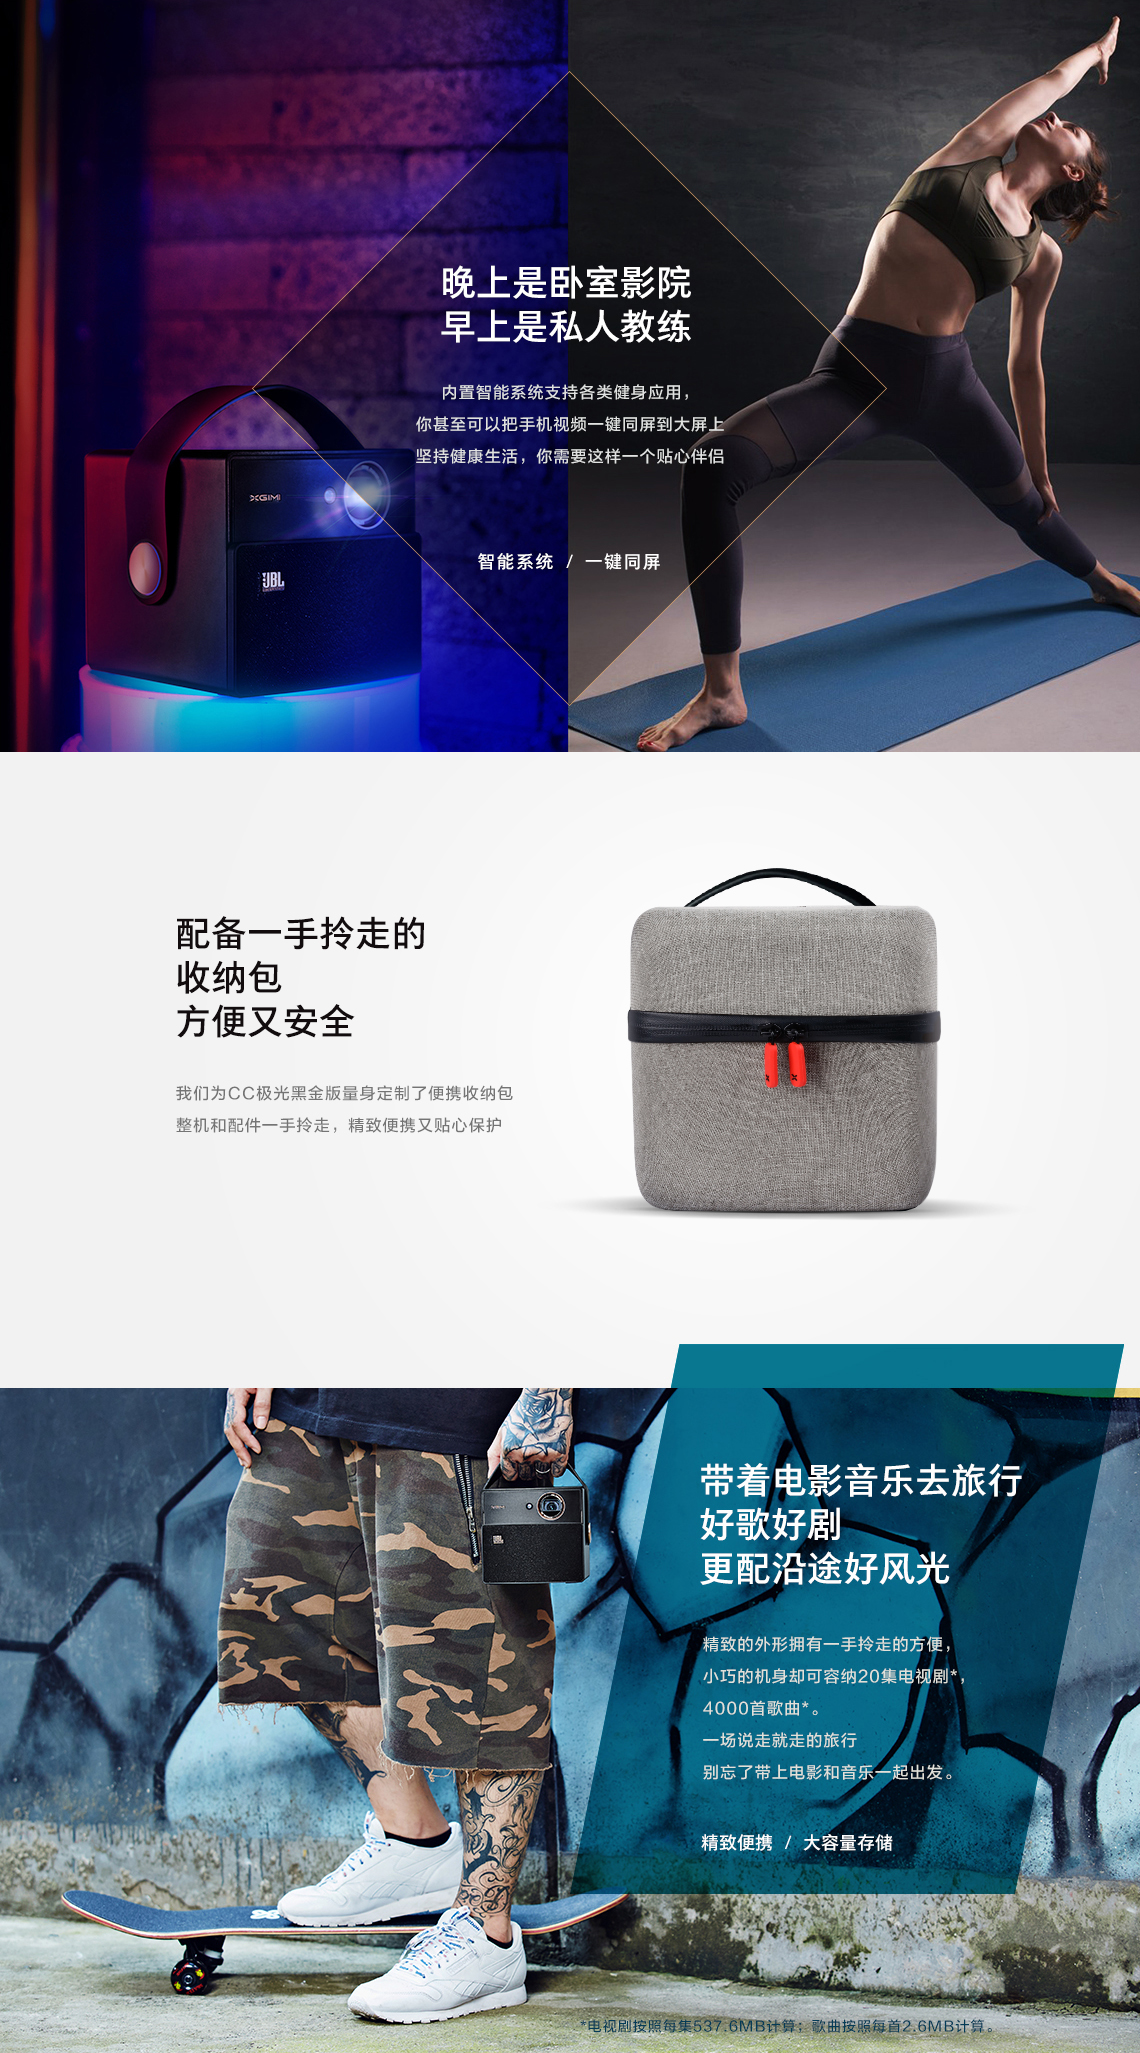 晚上是卧室影院
早上是私人教练
内置智能系统支持各类健身应用，
你甚至可以把手机视频一键同屏到大屏上
坚持健康生活，你需要这样一个贴心伴侣
XGIMI
JBL
智能系统 / 一键同屏
配备一手拎走的
收纳包
方便又安全
我们为CC极光黑金版量身定制了便携收纳包
整机和配件一手拎走，精致便携又贴心保护
带着电影音乐去旅行
好歌好剧
更配沿途好风光
XGIMI
JBL
精致的外形拥有一手拎走的方便，
小巧的机身却可容纳20集电视剧*，
4000首歌曲*。
一场说走就走的旅行
别忘了带上电影和音乐一起出发。
精致便携 / 大容量存储
*电视剧按照每集537.6MB计算；歌曲按照每首2.6MB计算。